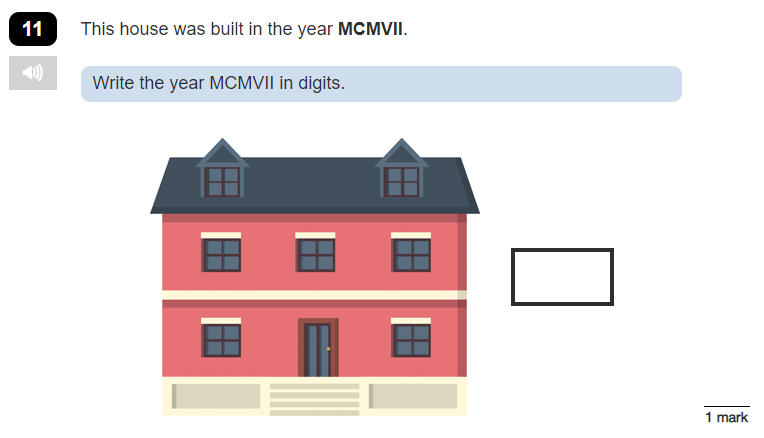 11
This house was built in the year MCMVII.
Write the year MCMVII in digits.
1 mark